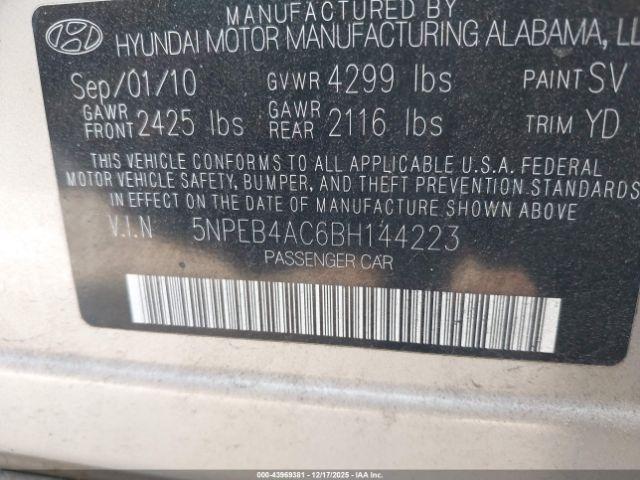 MANUFACTURED BY
HYUNDAI MOTOR MANUFACTURING ALABAMA,
Sep/01/10 GVWR 4299 lbs PAINT SV
GAWR FRONT 2425 lbs GAWR REAR 2116 lbs TRIM YD
THIS VEHICLE CONFORMS TO ALL APPLICABLE U.S.A. FEDERAL
MOTOR VEHICLE SAFETY, BUMPER, AND THEFT PREVENTION STANDARDS
IN EFFECT ON THE DATE OF MANUFACTURE SHOWN ABOVE
V.I.N 5NPEB4AC6BH144223
PASSENGER CAR
000-43969381 | 12/17/2025 | COPYRIGHT IAA, LLC.